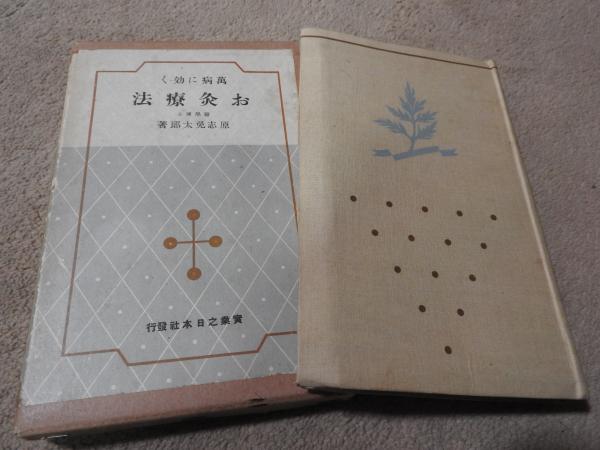 く効に病萬
法療灸お
醫學博士
著郎太免志原
行發社本日之業實